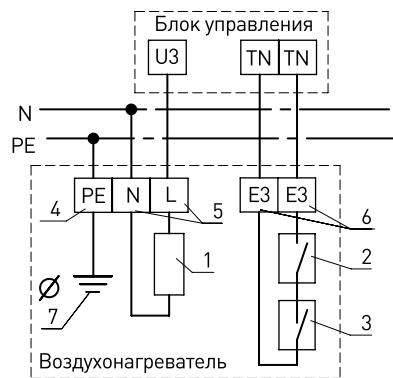 Блок управления
U3 TN TN
N
PE
PE N L E3 E3
4 5 6
1 2
7 3
Воздухонагреватель